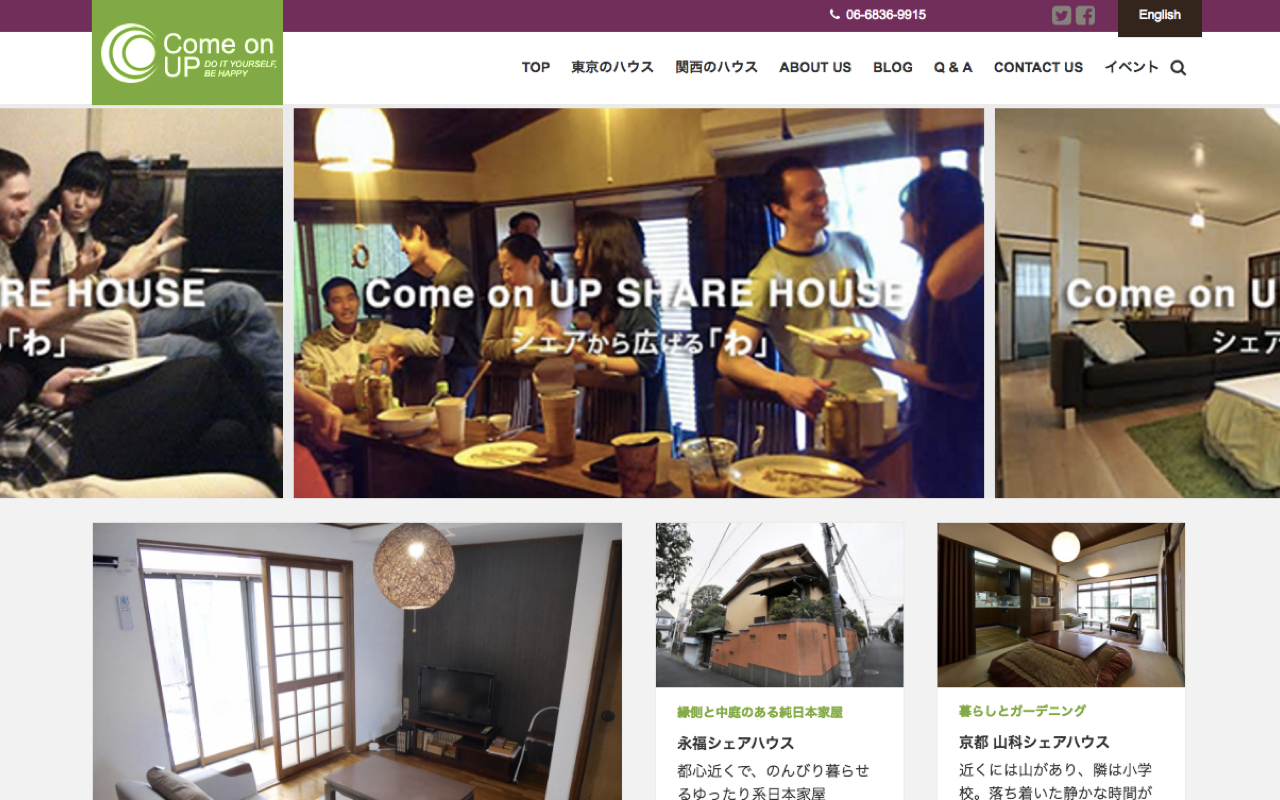 06-6836-9915
English
Come on
UP DO IT YOURSELF,
BE HAPPY
TOP 東京のハウス 関西のハウス ABOUT US BLOG Q & A CONTACT US イベント
RE HOUSE
「わ」
Come on UP SHARE HOUSE
シェアから広げる「わ」
Come on U
シェア
縁側と中庭のある純日本家屋
永福シェアハウス
都心近くで、のんびり暮らせ
るゆったり系日本家屋
暮らしとガーデニング
京都 山科シェアハウス
近くには山があり、隣は小学
校。落ち着いた静かな時間が